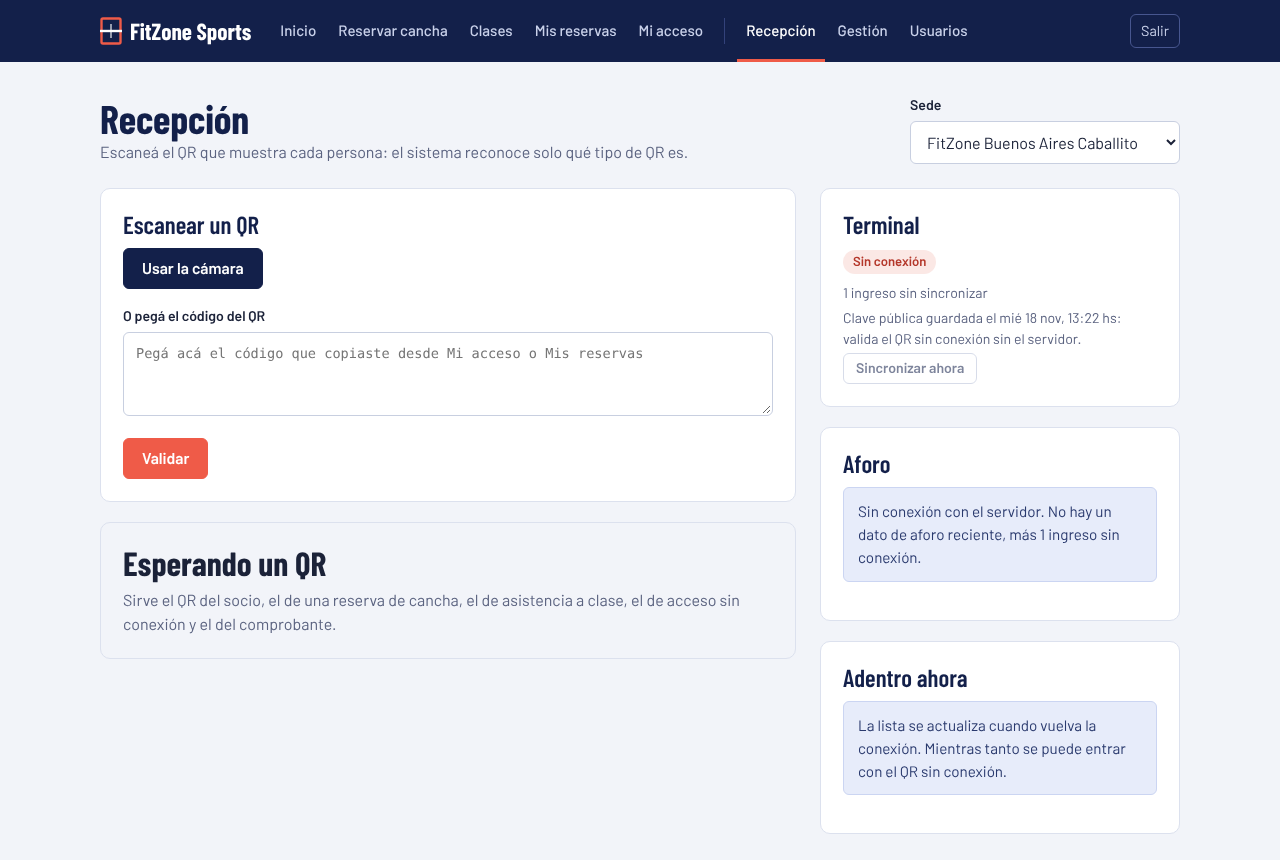 FitZone Sports
Inicio
Reservar cancha
Clases
Mis reservas
Mi acceso
Recepción
Gestión
Usuarios
Salir
Recepción
Escaneá el QR que muestra cada persona: el sistema reconoce solo qué tipo de QR es.
Sede
FitZone Buenos Aires Caballito
Escanear un QR
Usar la cámara
O pegá el código del QR
Pegá acá el código que copiaste desde Mi acceso o Mis reservas
Validar
Esperando un QR
Sirve el QR del socio, el de una reserva de cancha, el de asistencia a clase, el de acceso sin
conexión y el del comprobante.
Terminal
Sin conexión
1 ingreso sin sincronizar
Clave pública guardada el mié 18 nov, 13:22 hs:
valida el QR sin conexión sin el servidor.
Sincronizar ahora
Aforo
Sin conexión con el servidor. No hay un
dato de aforo reciente, más 1 ingreso sin
conexión.
Adentro ahora
La lista se actualiza cuando vuelva la
conexión. Mientras tanto se puede entrar
con el QR sin conexión.